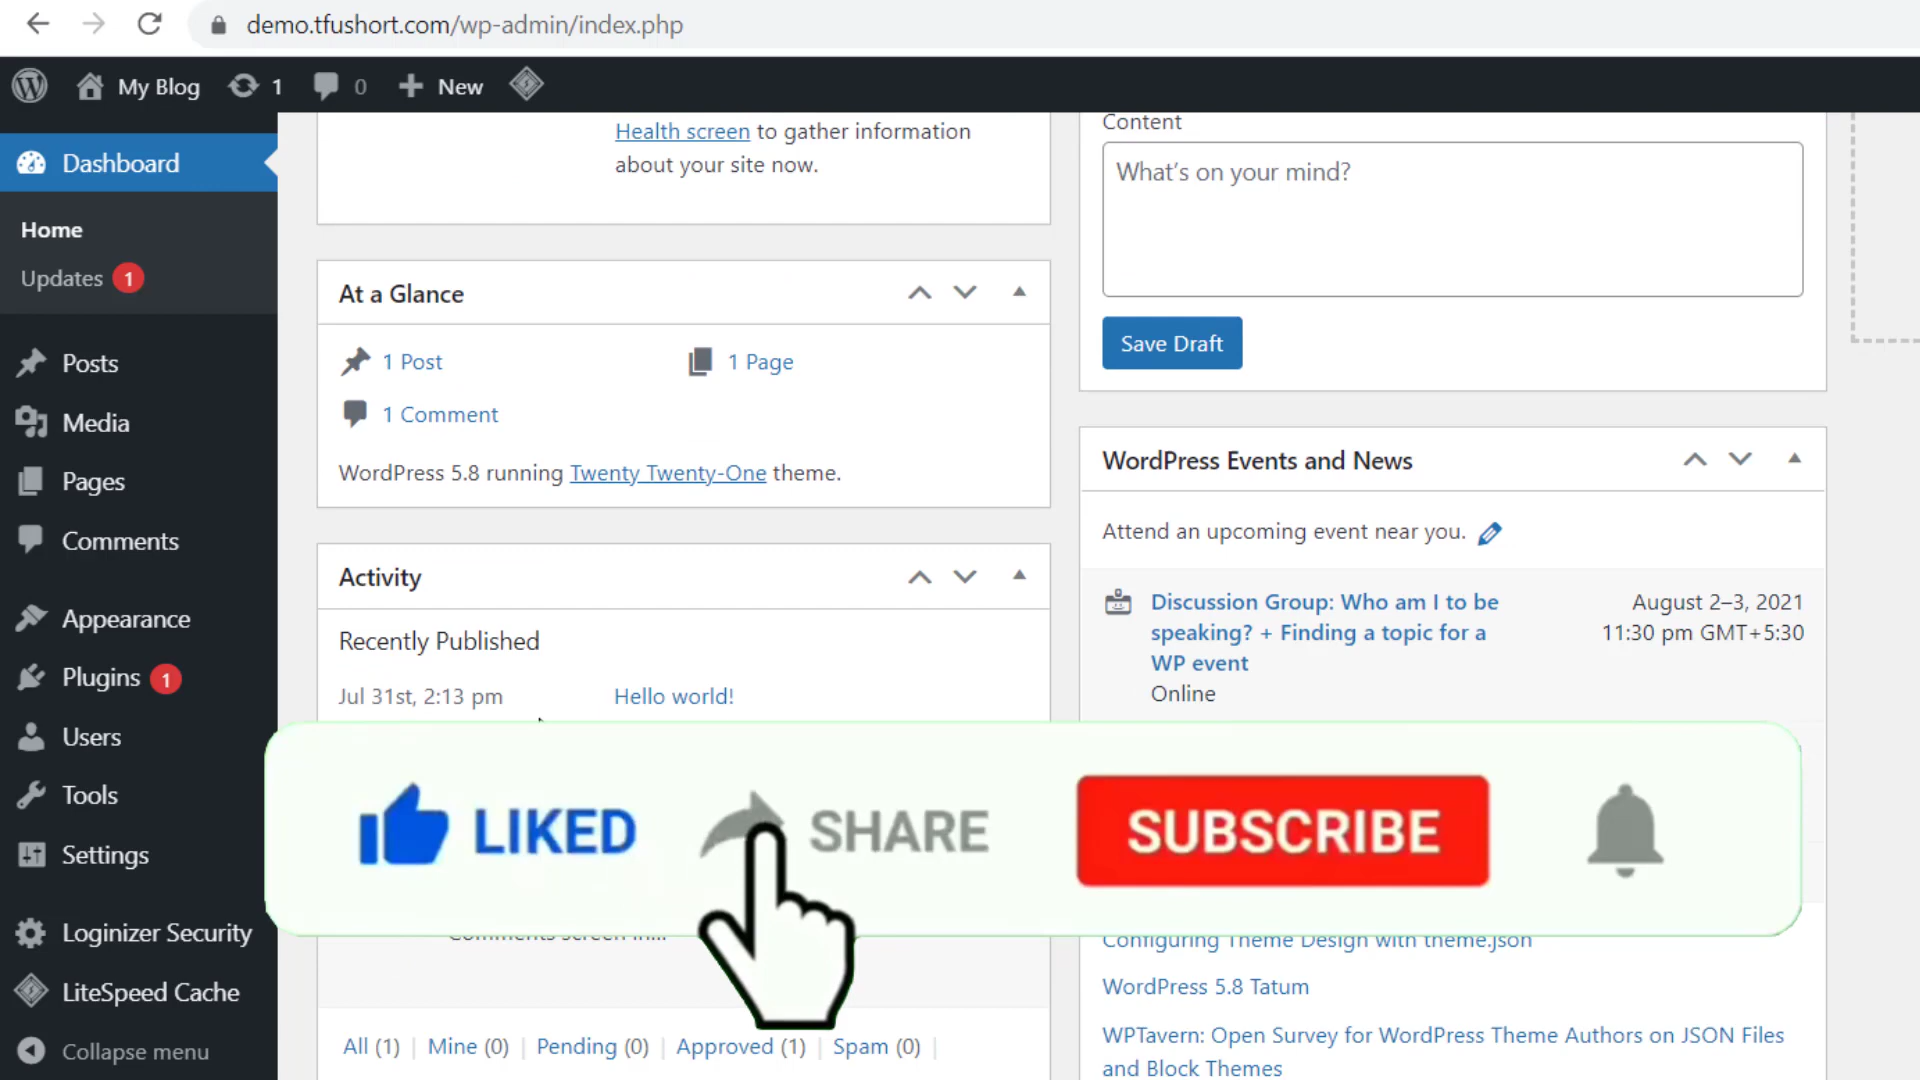 demo.tfushort.com/wp-admin/index.php
My Blog 1 0 New
Dashboard
Home
Updates 1
Posts
Media
Pages
Comments
Appearance
Plugins 1
Users
Tools
Settings
Loginizer Security
LiteSpeed Cache
Collapse menu
Health screen to gather information
about your site now.
At a Glance
1 Post
1 Page
1 Comment
WordPress 5.8 running Twenty Twenty-One theme.
Activity
Recently Published
Jul 31st, 2:13 pm Hello world!
Comments screen in...
All (1) | Mine (0) | Pending (0) | Approved (1) | Spam (0) |
Content
What's on your mind?
Save Draft
WordPress Events and News
Attend an upcoming event near you.
Discussion Group: Who am I to be
speaking? + Finding a topic for a
WP event
Online
August 2–3, 2021
11:30 pm GMT+5:30
LIKED SHARE SUBSCRIBE
Configuring Theme Design with theme.json
WordPress 5.8 Tatum
WPTavern: Open Survey for WordPress Theme Authors on JSON Files
and Block Themes